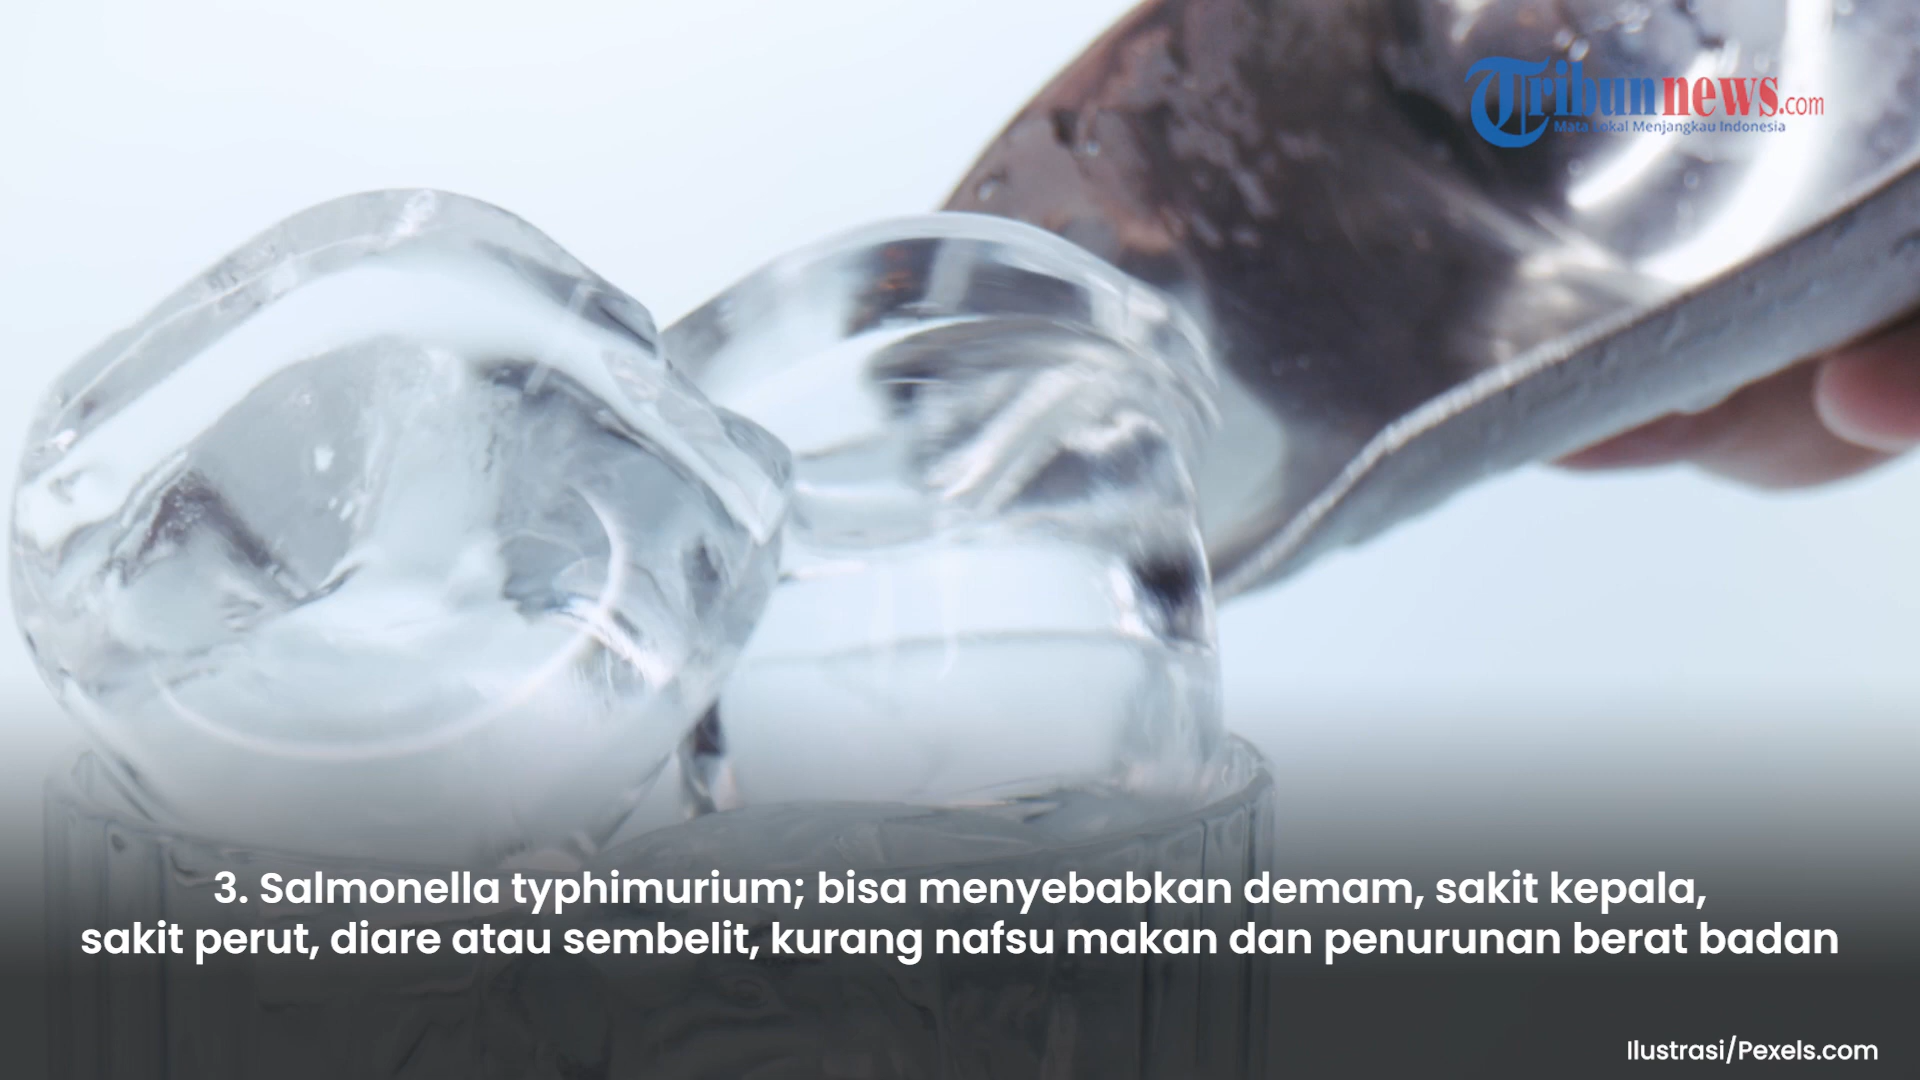 Tribunnews.com
Mata Lokal Menjangkau Indonesia
3. Salmonella typhimurium; bisa menyebabkan demam, sakit kepala,
sakit perut, diare atau sembelit, kurang nafsu makan dan penurunan berat badan
Ilustrasi/Pexels.com